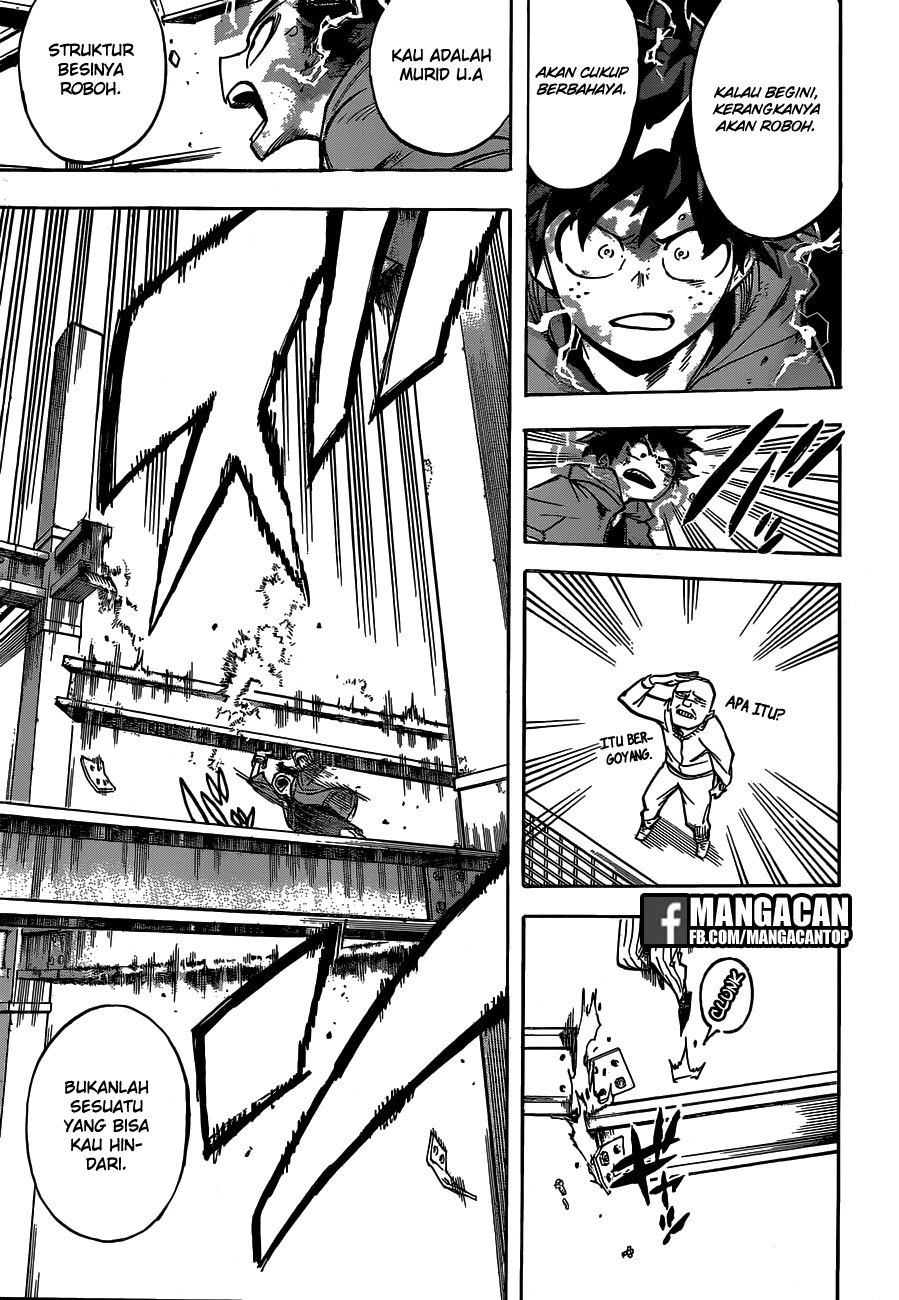 KALAU BEGINI,
KERANGKANYA
AKAN ROBOH.
AKAN CUKUP
BERBAHAYA.
APA ITU?
ITU BER-
GOYANG.
MANGACAN
FB.COM/MANGACANTOP
CLONK
KAU ADALAH
MURID U.A
STRUKTUR
BESINYA
ROBOH.
BUKANLAH
SESUATU
YANG BISA
KAU HIN-
DARI.